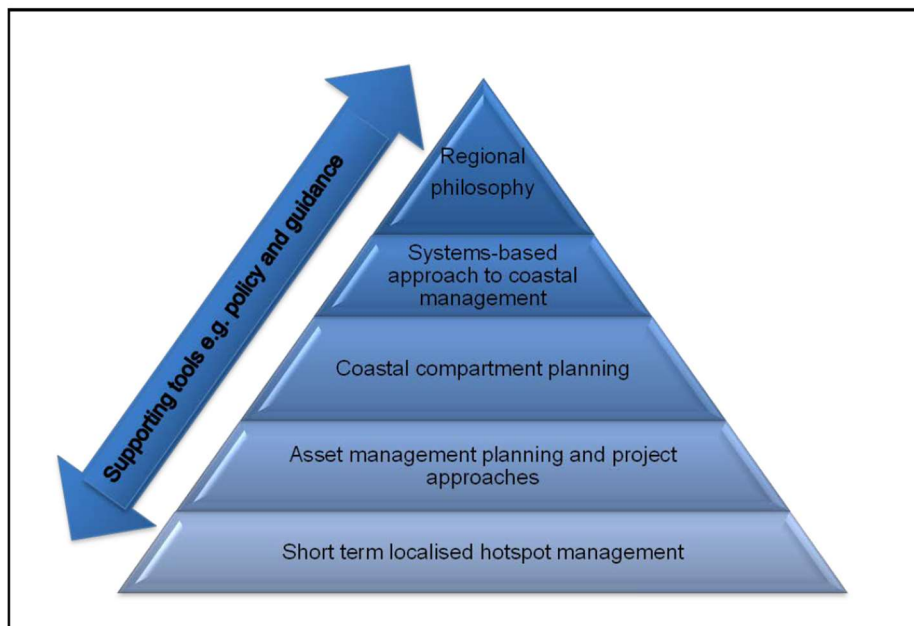 Supporting tools e.g. policy and guidance
Regional
philosophy
Systems-based
approach to coastal
management
Coastal compartment planning
Asset management planning and project
approaches
Short term localised hotspot management